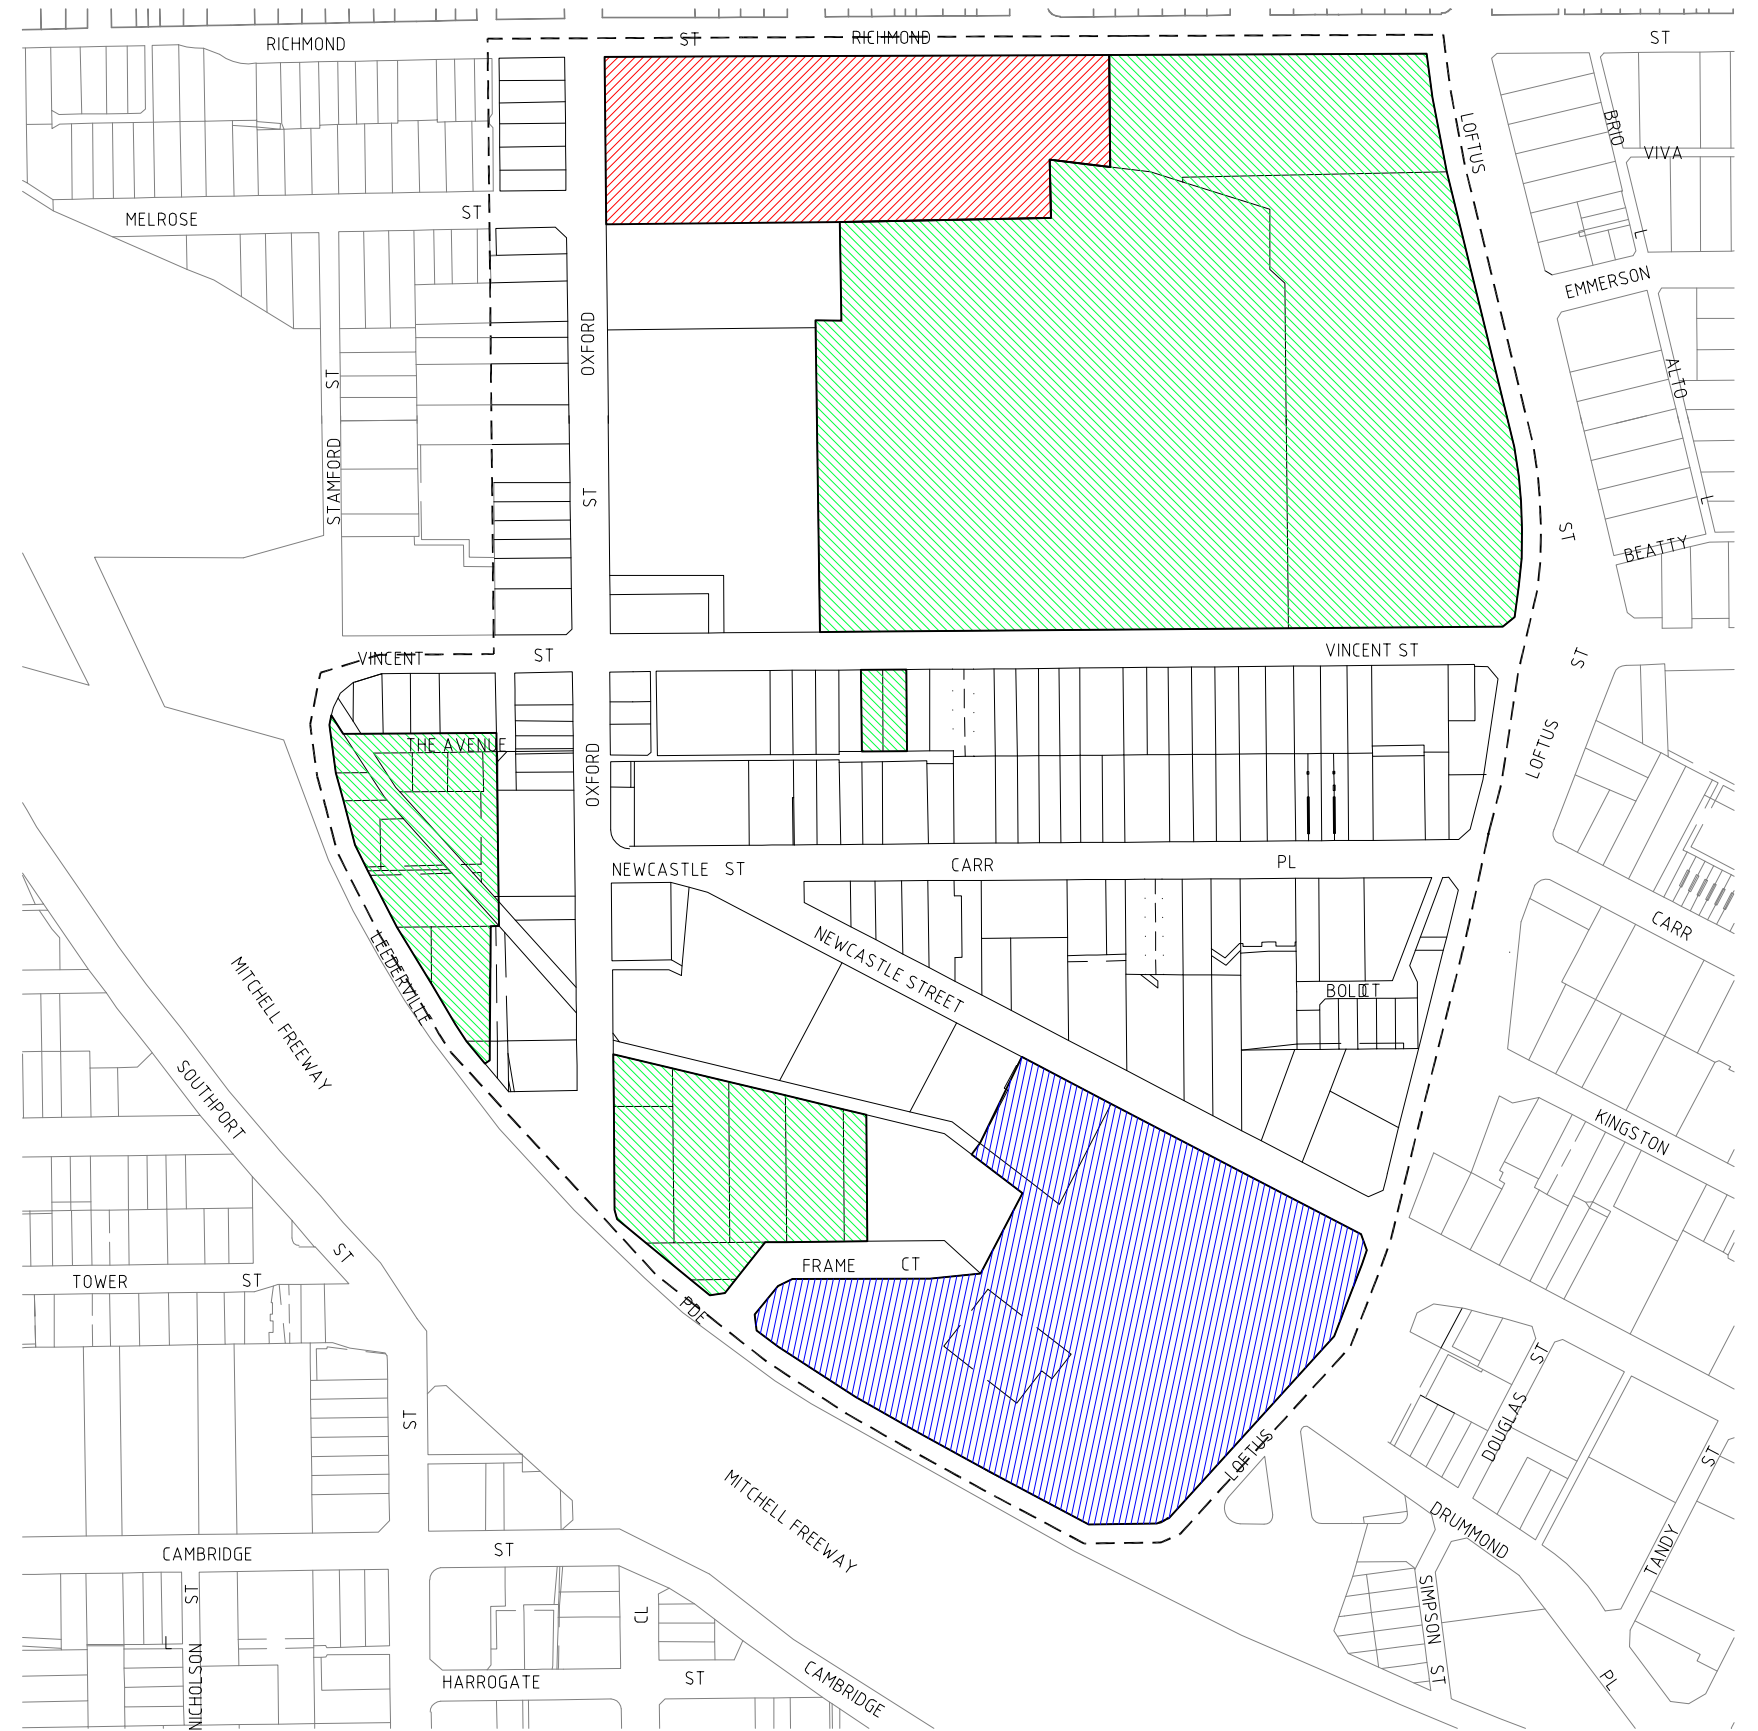 RICHMOND
ST
RICHMOND
ST
LOFTUS
BRIO
VIVA
MELROSE
ST
L
EMMERSON
OXFORD
ST
ALTO
STAMFORD
ST
L
ST
BEATTY
VINCENT
ST
VINCENT ST
ST
THE AVENUE
OXFORD
LOFTUS
NEWCASTLE ST
CARR
PL
CARR
NEWCASTLE STREET
BOLD CT
LEEDERVILLE
MITCHELL FREEWAY
SOUTHPORT
KINGSTON
ST
TOWER
ST
FRAME
CT
PDE
ST
DOUGLAS
ST
LOFTUS
ST
MITCHELL FREEWAY
DRUMMOND
TANDY
CAMBRIDGE
ST
ST
CL
SIMPSON
ST
L
NICHOLSON
HARROGATE
ST
CAMBRIDGE
PL